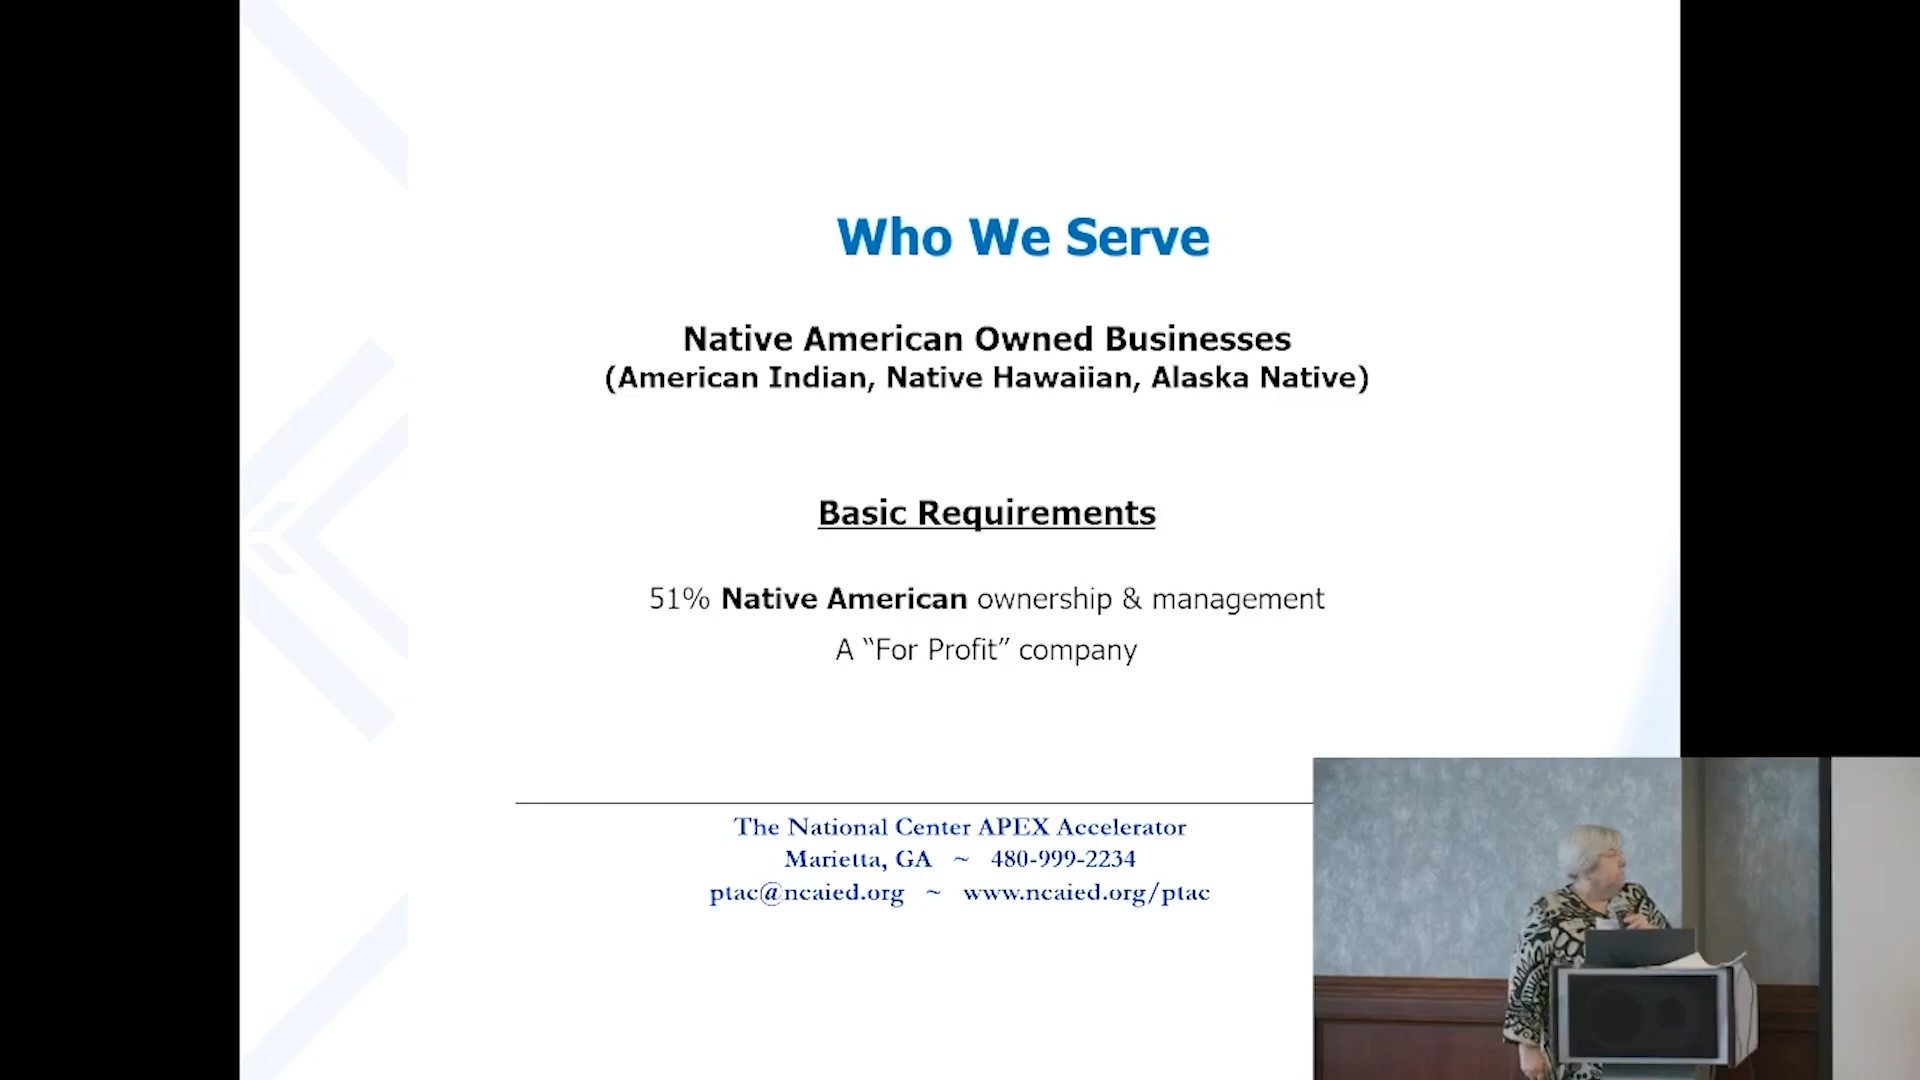 Who We Serve
Native American Owned Businesses
(American Indian, Native Hawaiian, Alaska Native)
Basic Requirements
51% Native American ownership & management
A “For Profit” company
The National Center APEX Accelerator
Marietta, GA ~ 480-999-2234
ptac@ncaied.org ~ www.ncaied.org/ptac